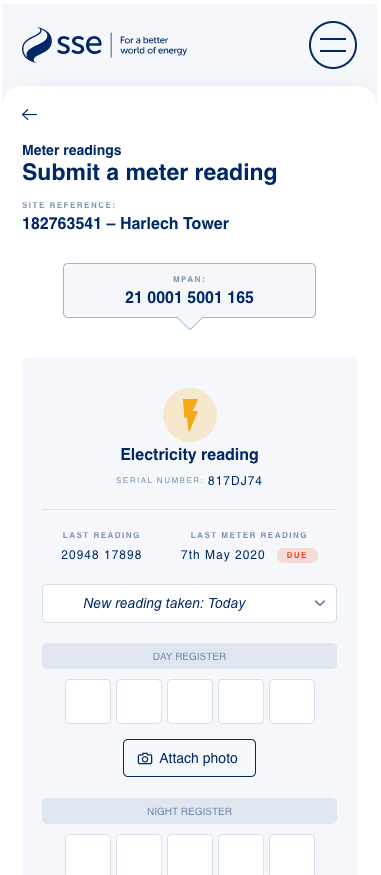 sse
For a better
world of energy
Meter readings
Submit a meter reading
SITE REFERENCE:
182763541 – Harlech Tower
MPAN:
21 0001 5001 165
Electricity reading
SERIAL NUMBER: 817DJ74
LAST READING
20948 17898
LAST METER READING
7th May 2020 DUE
New reading taken: Today
DAY REGISTER
Attach photo
NIGHT REGISTER